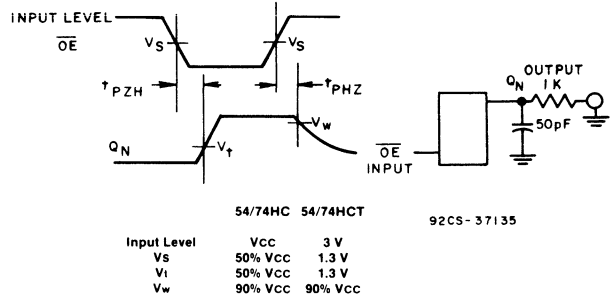 INPUT LEVEL
OE
VS
VS
tPZH
tPHZ
QN
Vt
Vw
OE
INPUT
QN
OUTPUT
1K
50pF
92CS-37135
54/74HC 54/74HCT
Input Level VCC 3 V
VS 50% VCC 1.3 V
Vt 50% VCC 1.3 V
Vw 90% VCC 90% VCC